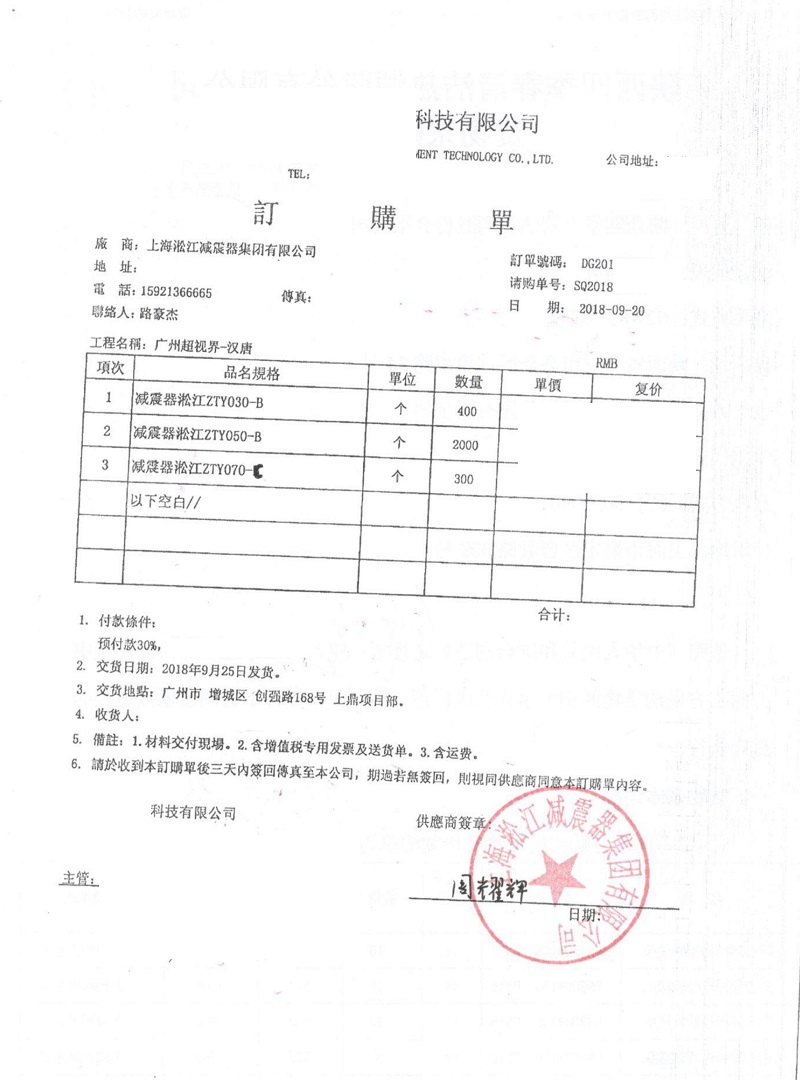 科技有限公司
MENT TECHNOLOGY CO.,LTD. 公司地址:
TEL:
訂 購 單
廠 商:上海淞江减震器集团有限公司
地 址:
訂單號碼: DG201
電 話:15921366665 傳真:
请购单号:SQ2018
聯絡人:路豪杰
日 期: 2018-09-20
工程名稱:广州超视界-汉唐
RMB
項次 品名規格 單位 數量 單價 复价
1 减震器淞江ZTY030-B 个 400
2 减震器淞江ZTY050-B 个 2000
3 减震器淞江ZTY070-C 个 300
以下空白//
合计:
1. 付款條件:
预付款30%,
2. 交货日期:2018年9月25日发货。
3. 交货地點:广州市 增城区 创强路168号 上鼎项目部。
4. 收货人:
5. 備註:1.材料交付現場。2.含增值税专用发票及送货单。3.含运费。
6. 請於收到本訂購單後三天內簽回傳真至本公司,期過若無簽回,則視同供應商同意本訂購單内容。
科技有限公司
供應商簽章:
上海淞江减震器集团有限公司
主管:
周耀辉
日期: